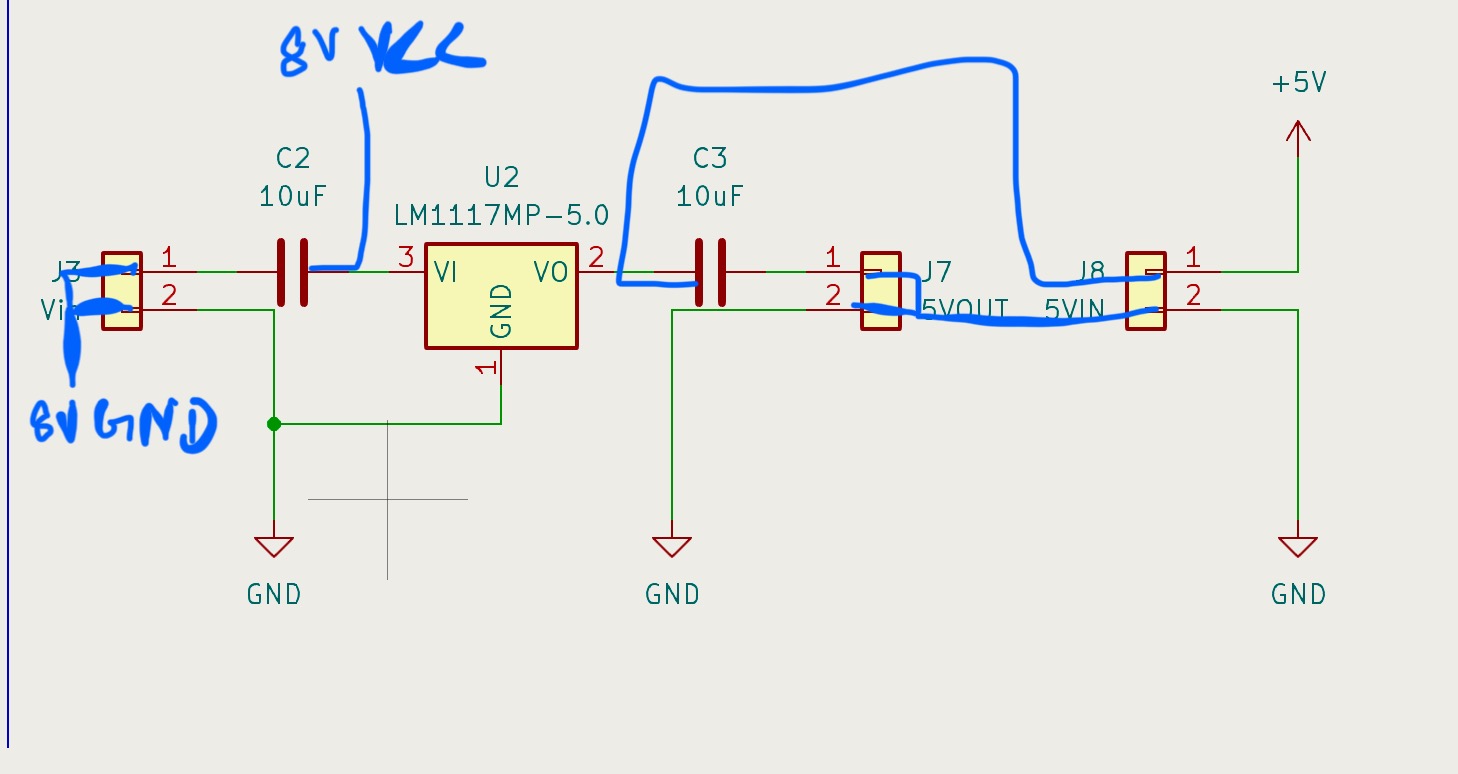 8V VCC
+5V
C2
10uF
U2
LM1117MP-5.0
C3
10uF
J3
1
2
3
VI
VO
GND
2
1
1
2
J7
5VOUT
J8
5VIN
1
2
8V GND
GND
GND
GND